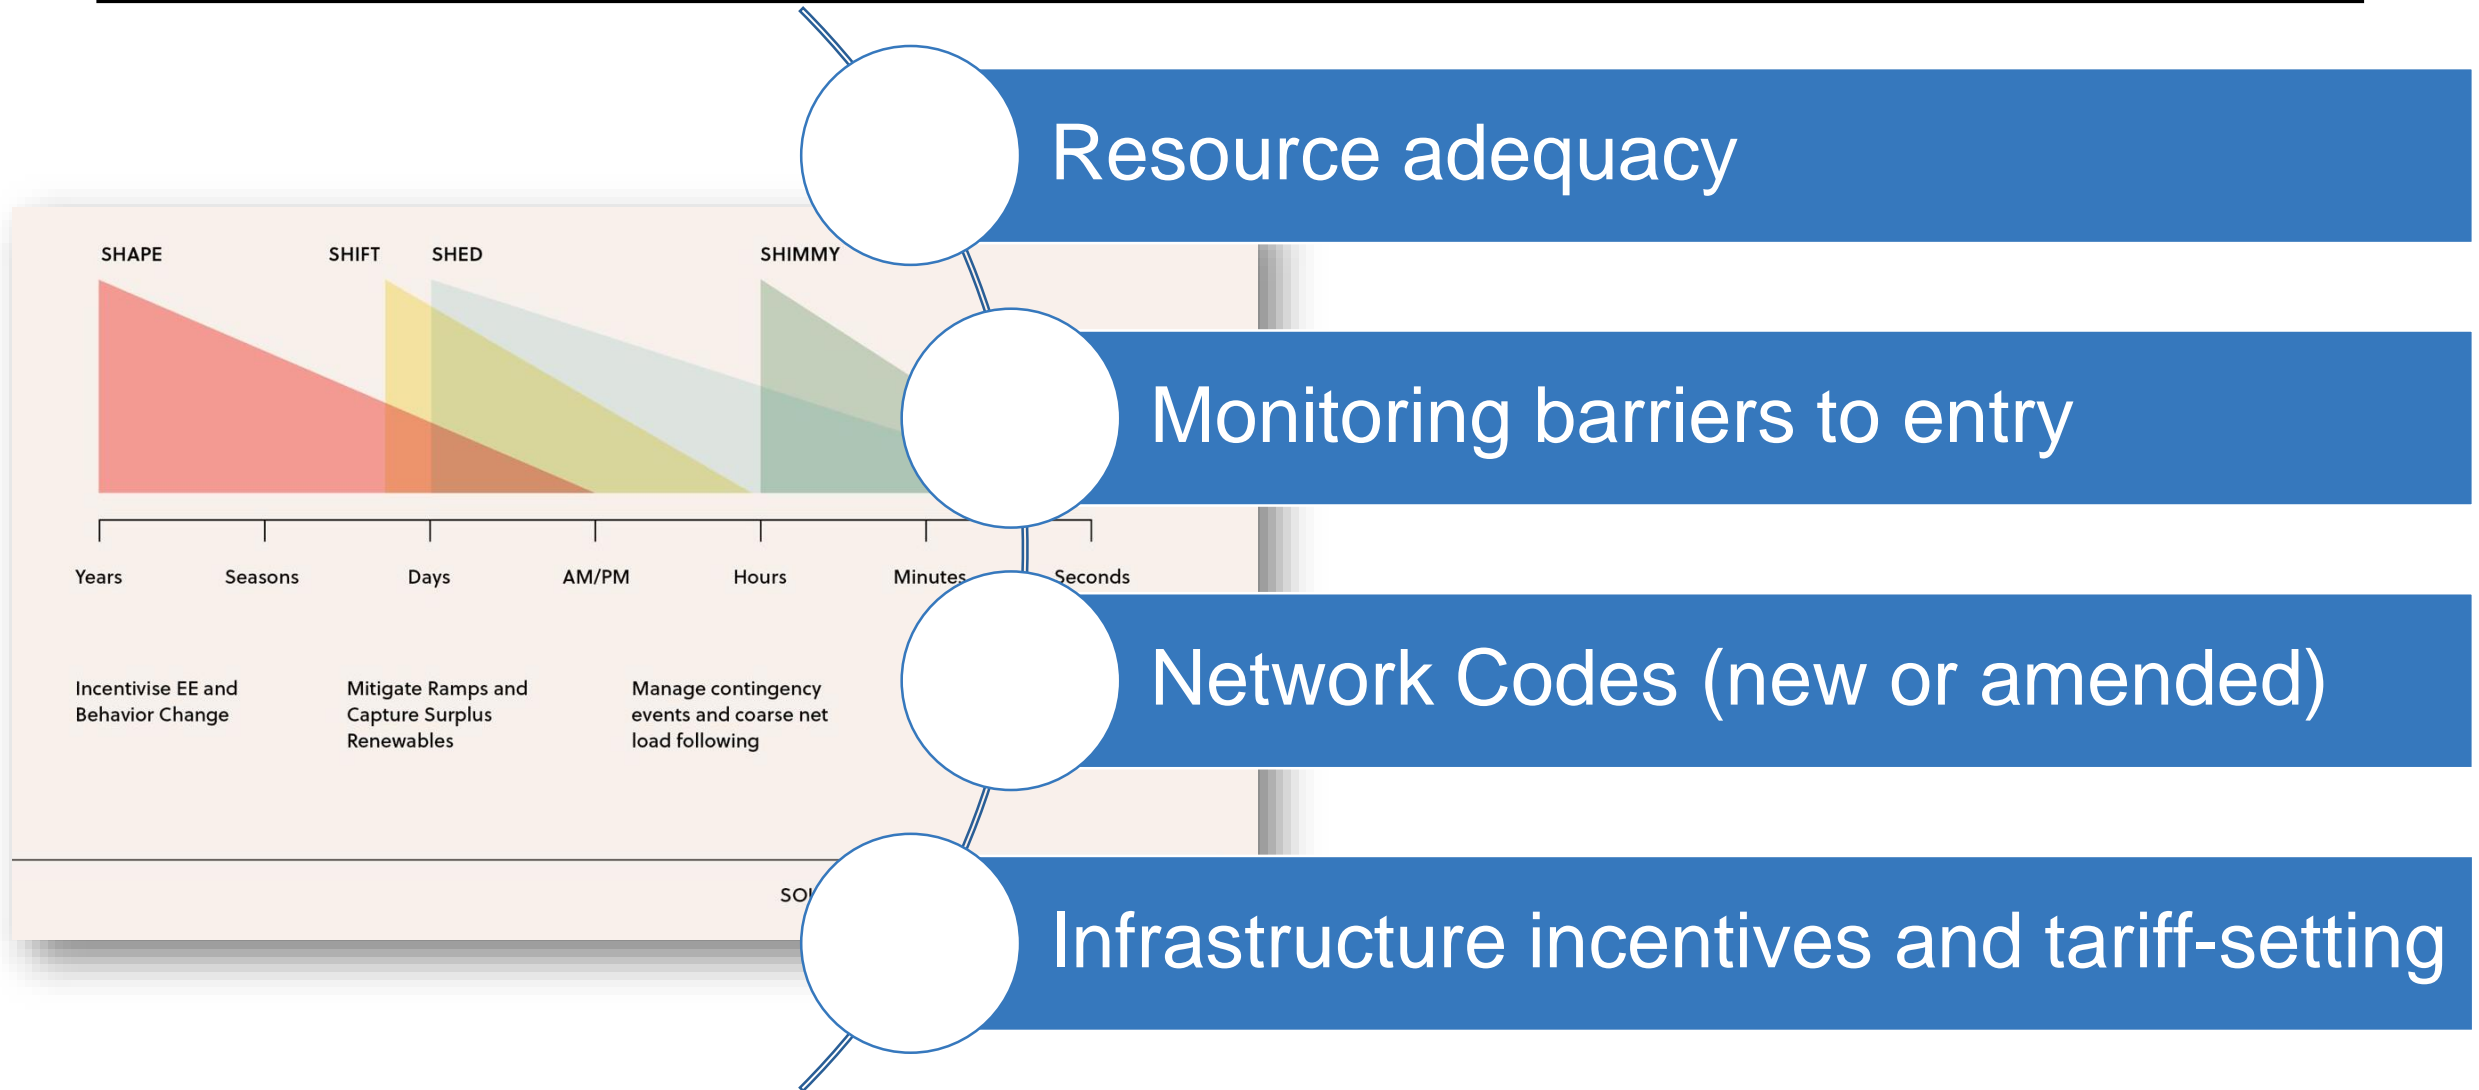 Resource adequacy
Monitoring barriers to entry
Network Codes (new or amended)
Infrastructure incentives and tariff-setting
SHAPE SHIFT SHED SHIMMY
Years Seasons Days AM/PM Hours Minutes Seconds
Incentivise EE and
Behavior Change
Mitigate Ramps and
Capture Surplus
Renewables
Manage contingency
events and coarse net
load following